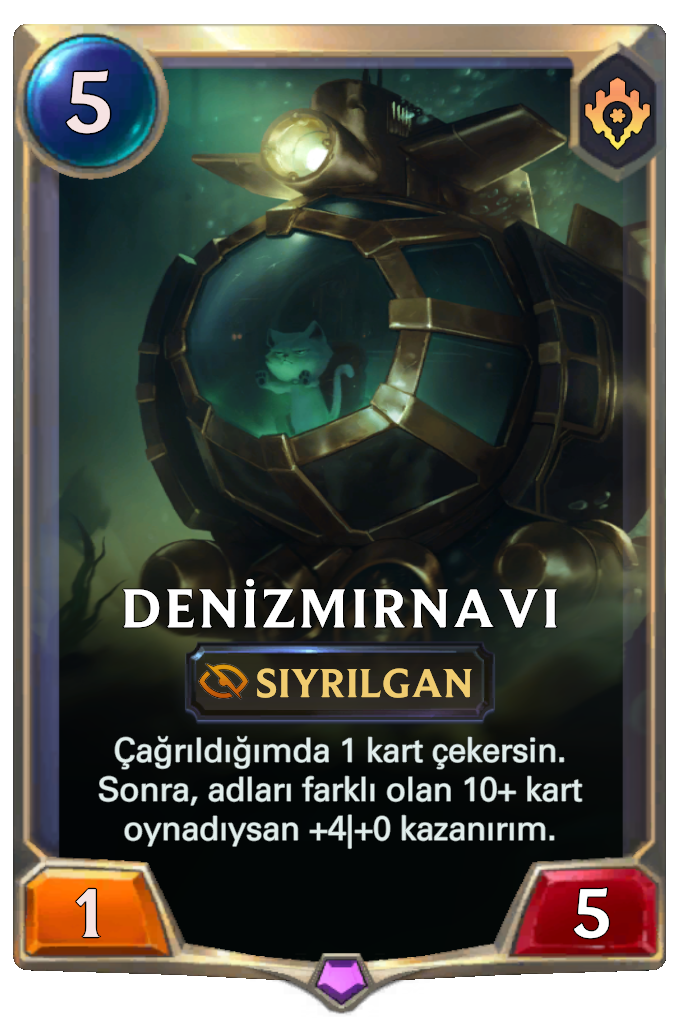 5
DENİZMIRNAVI
SIYRILGAN
Çağrıldığımda 1 kart çekersin.
Sonra, adları farklı olan 10+ kart
oynadıysan +4|+0 kazanırım.
1
5